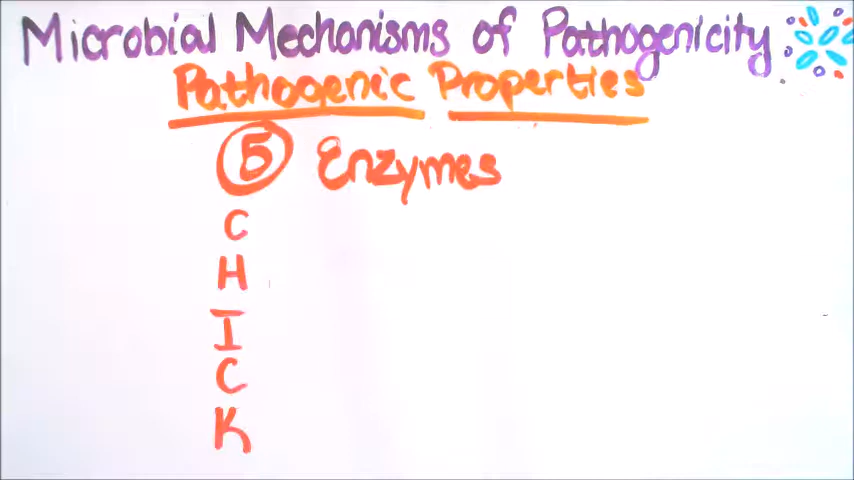 Microbial Mechanisms of Pathogenicity
Pathogenic Properties
5 Enzymes
C
H
I
C
K